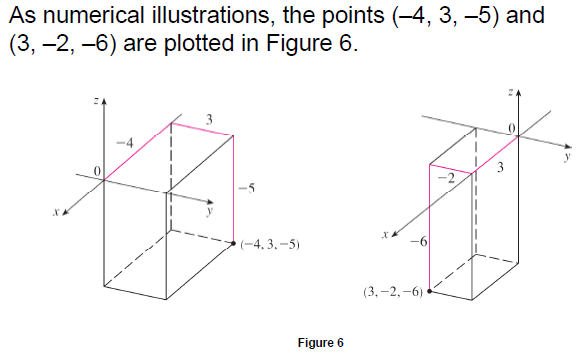 As numerical illustrations, the points (–4, 3, –5) and
(3, –2, –6) are plotted in Figure 6.
z
3
−4
0
−5
x
y
(−4, 3, −5)
z
0
y
3
−2
x
−6
(3, −2, −6)
Figure 6